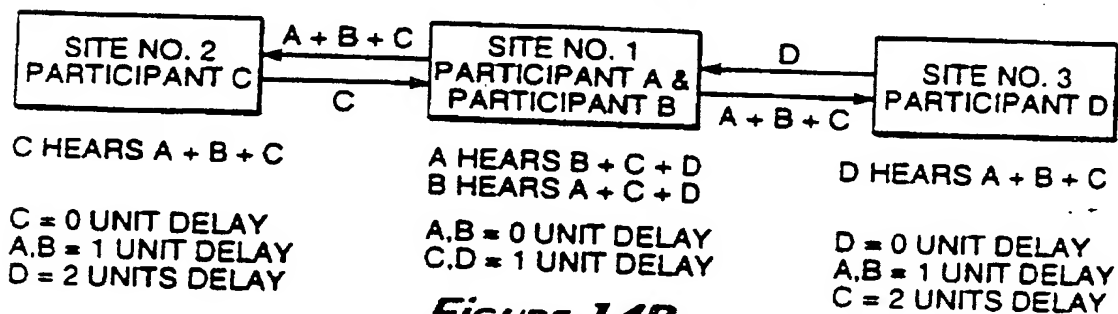 SITE NO. 2
PARTICIPANT C
A + B + C
C
SITE NO. 1
PARTICIPANT A &
PARTICIPANT B
D
A + B + C
SITE NO. 3
PARTICIPANT D
C HEARS A + B + C
A HEARS B + C + D
B HEARS A + C + D
D HEARS A + B + C
C = 0 UNIT DELAY
A,B = 1 UNIT DELAY
D = 2 UNITS DELAY
A,B = 0 UNIT DELAY
C,D = 1 UNIT DELAY
D = 0 UNIT DELAY
A,B = 1 UNIT DELAY
C = 2 UNITS DELAY